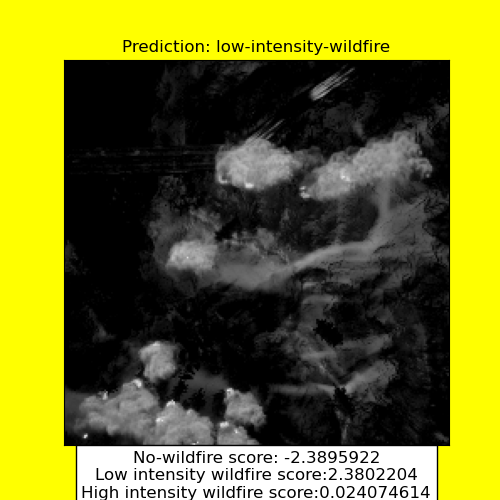 Prediction: low-intensity-wildfire
No-wildfire score: -2.3895922
Low intensity wildfire score:2.3802204
High intensity wildfire score:0.024074614